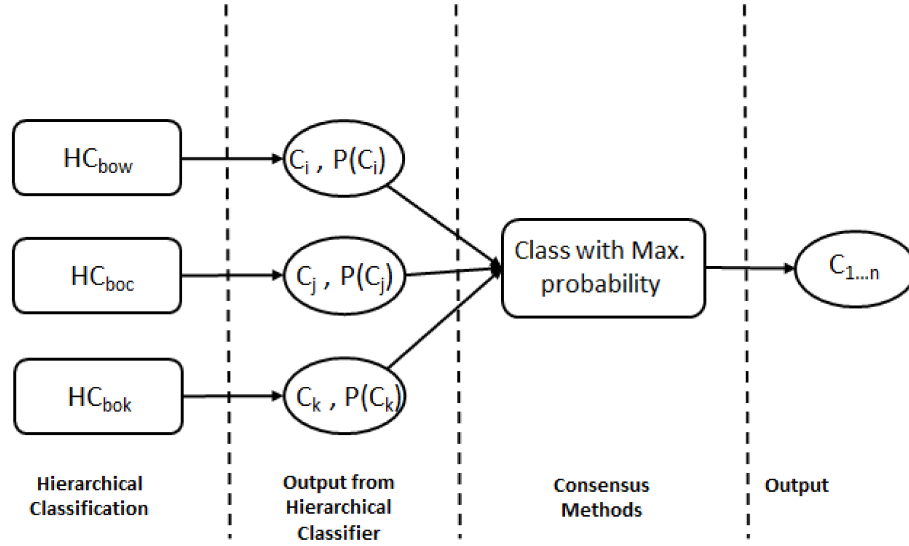 HCbow
Ci , P(Ci)
HCboc
Cj , P(Cj)
HCbok
Ck , P(Ck)
Class with Max.
probability
C1...n
Hierarchical
Classification
Output from
Hierarchical
Classifier
Consensus
Methods
Output